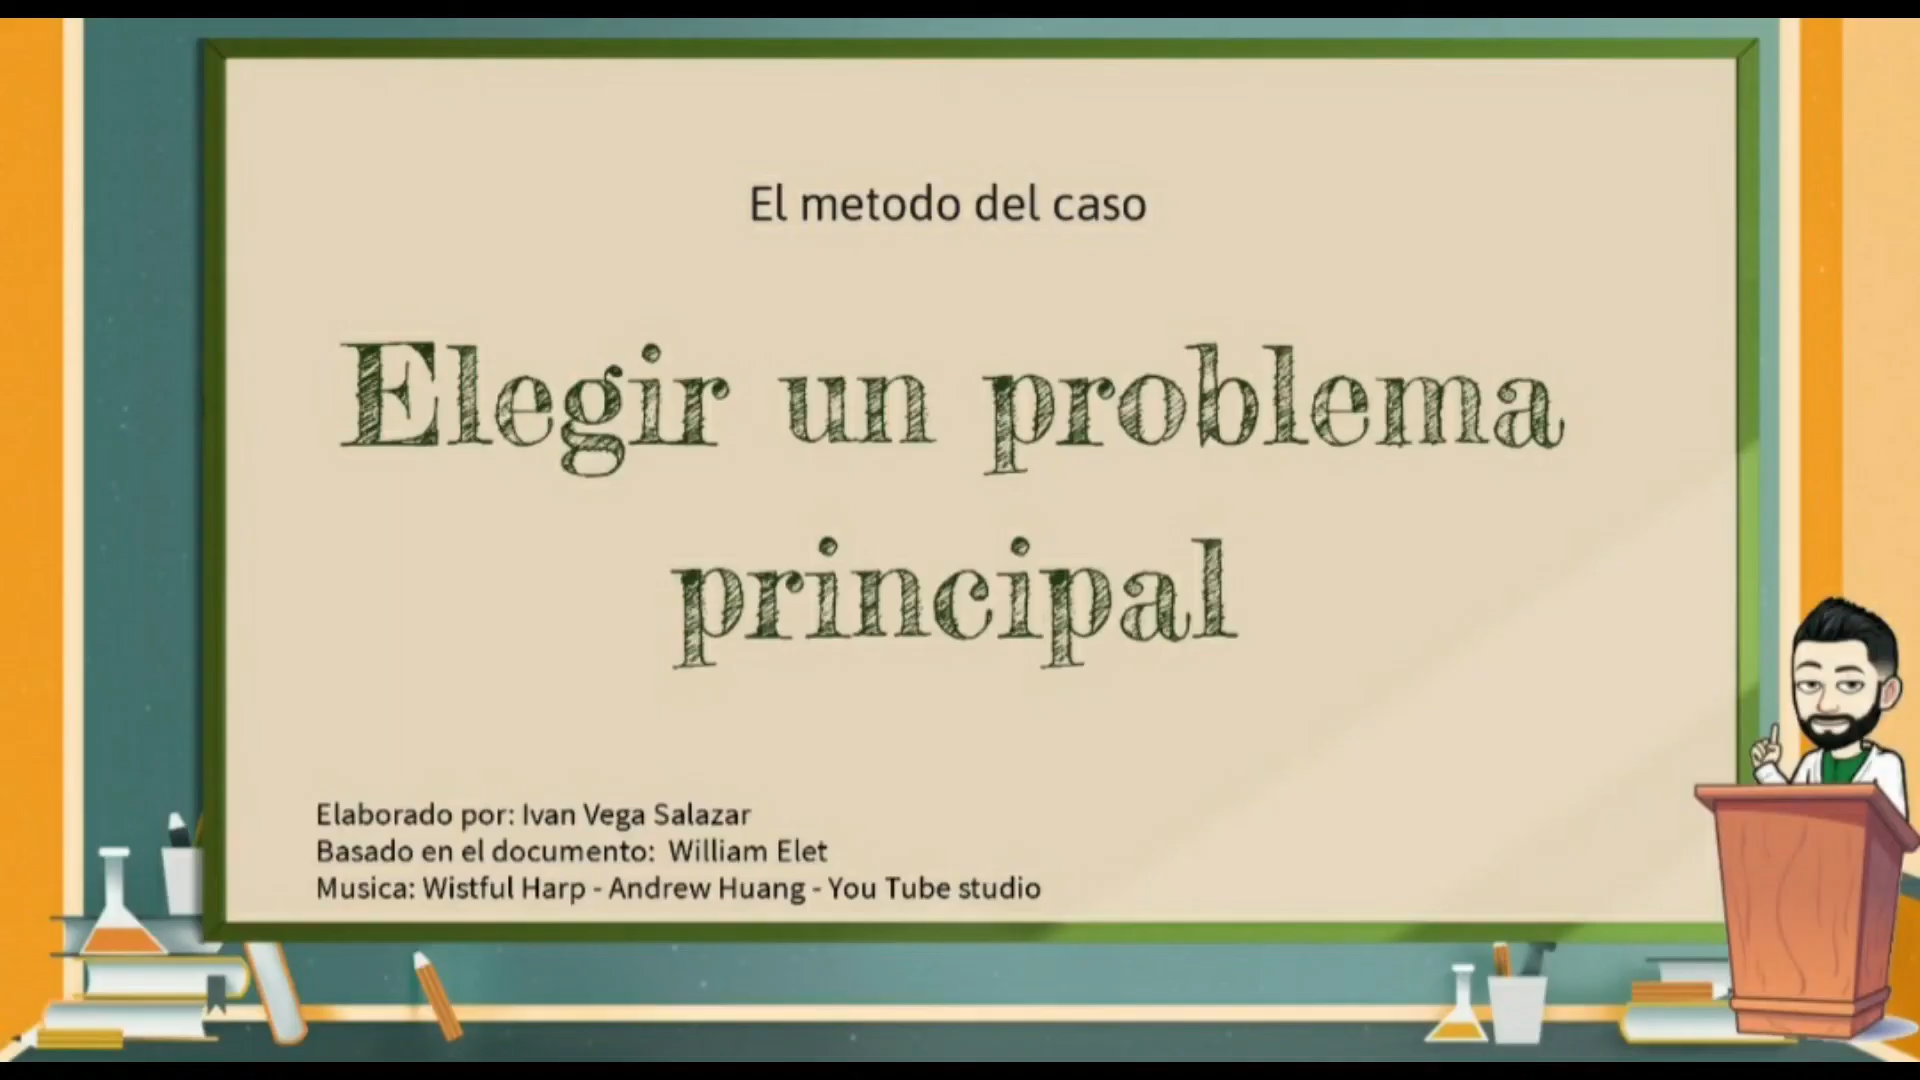 El metodo del caso
Elegir un problema
principal
Elaborado por: Ivan Vega Salazar
Basado en el documento: William Elet
Musica: Wistful Harp - Andrew Huang - You Tube studio